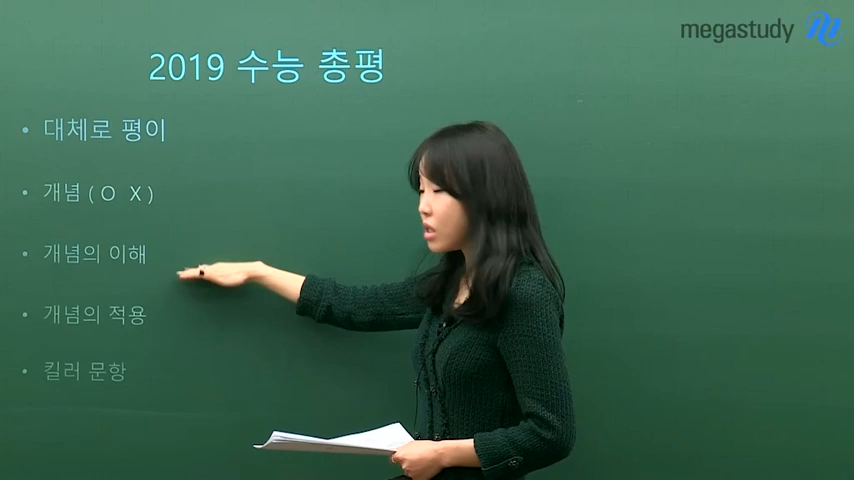 megastudy
2019 수능 총평
• 대체로 평이
• 개념 ( O X )
• 개념의 이해
• 개념의 적용
• 킬러 문항